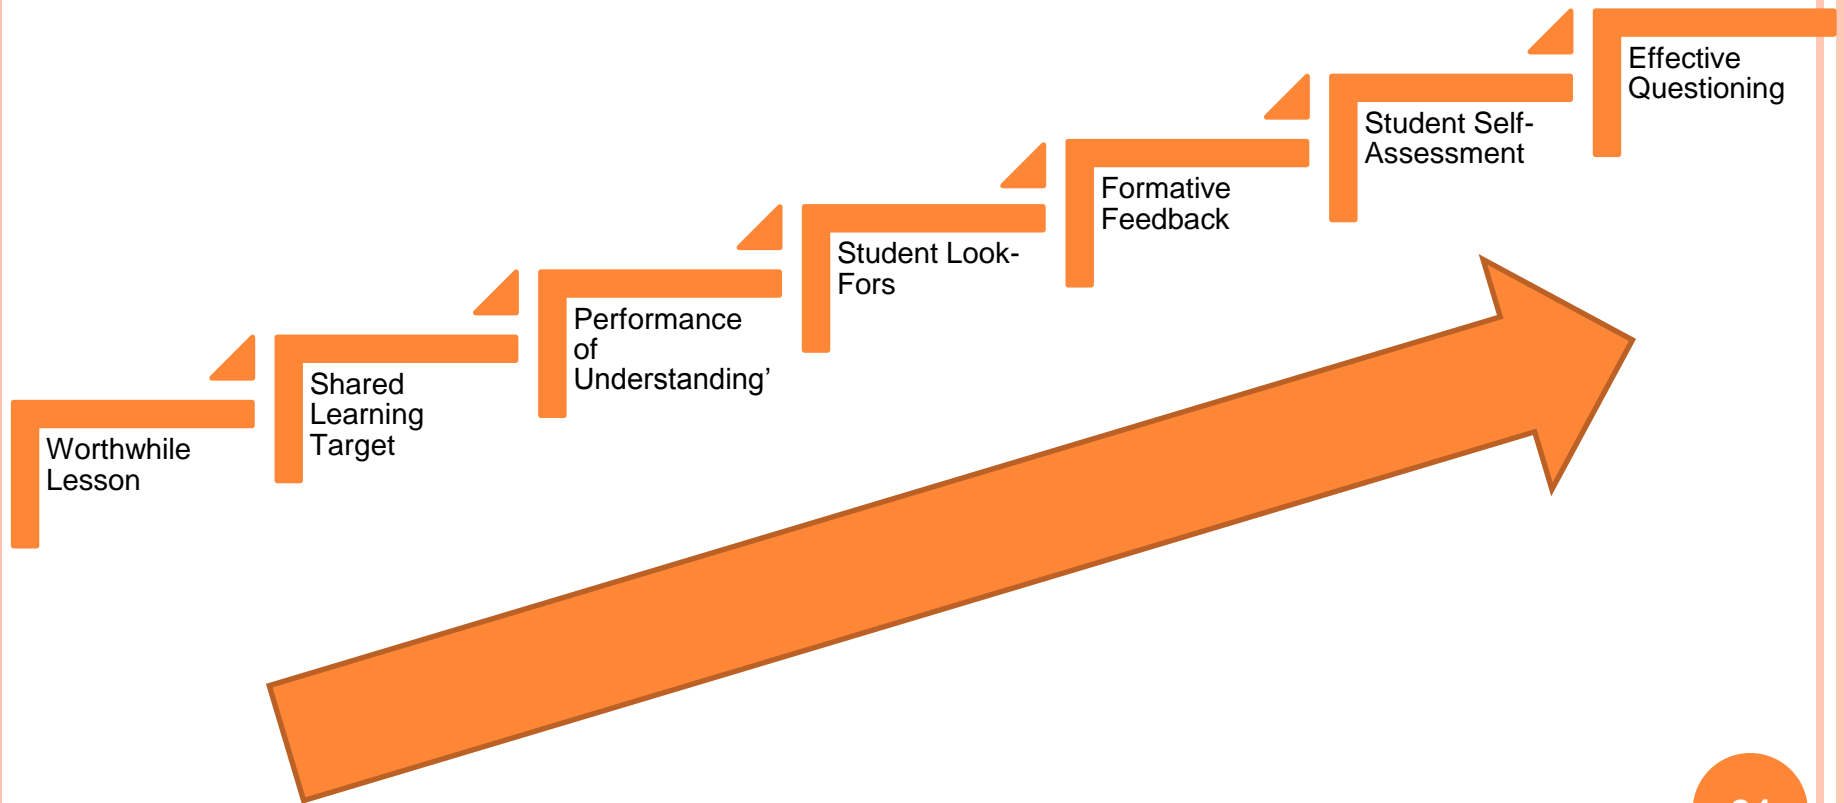 Worthwhile
Lesson
Shared
Learning
Target
Performance
of
Understanding’
Student Look-
Fors
Formative
Feedback
Student Self-
Assessment
Effective
Questioning